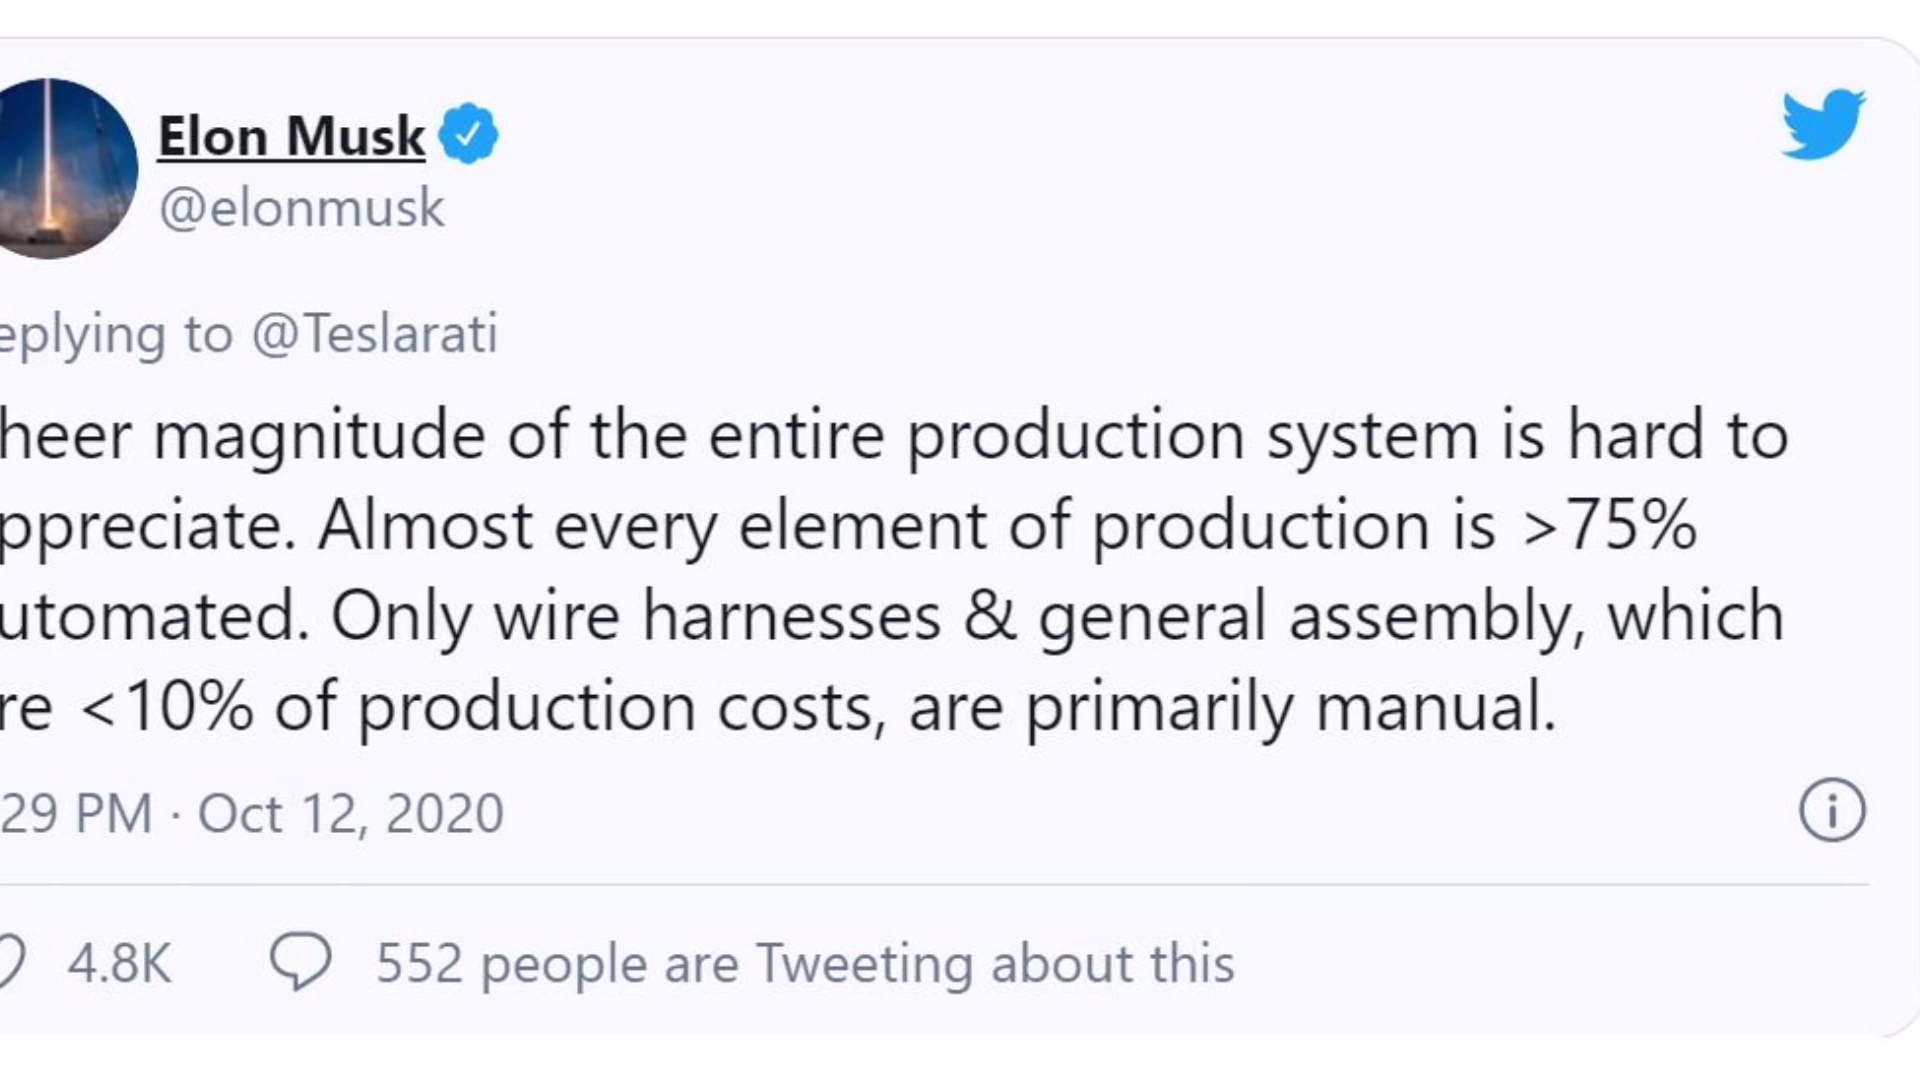 Elon Musk
@elonmusk
eplying to @Teslarati
heer magnitude of the entire production system is hard to
ppreciate. Almost every element of production is >75%
utomated. Only wire harnesses & general assembly, which
re <10% of production costs, are primarily manual.
29 PM · Oct 12, 2020
4.8K 552 people are Tweeting about this